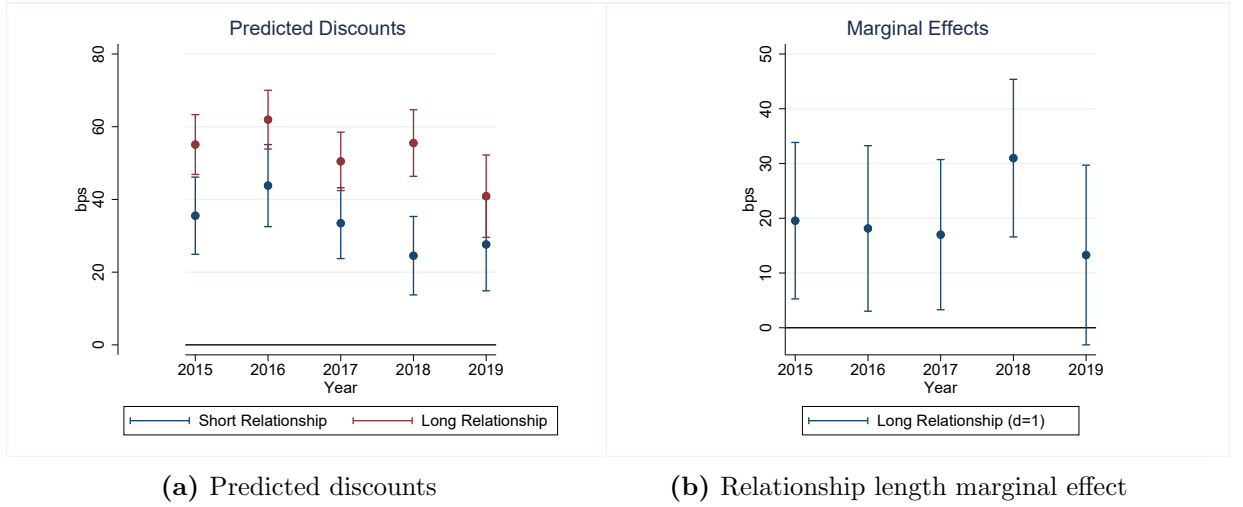 Predicted Discounts
80
60
40
20
0
bps
2015 2016 2017 2018 2019
Year
Short Relationship Long Relationship
(a) Predicted discounts
Marginal Effects
50
40
30
20
10
0
bps
2015 2016 2017 2018 2019
Year
Long Relationship (d=1)
(b) Relationship length marginal effect